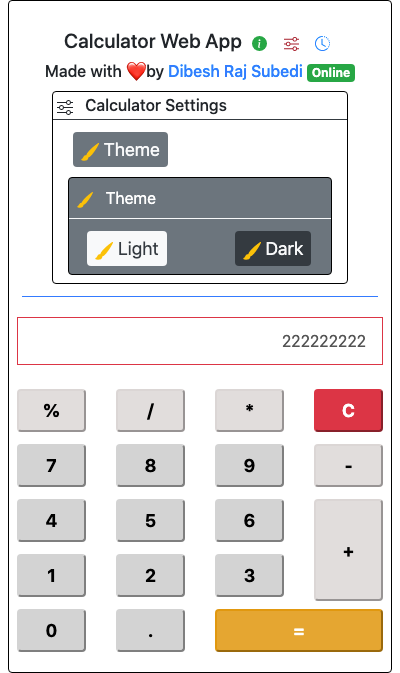 Calculator Web App
Made with ❤️by Dibesh Raj Subedi Online
Calculator Settings
Theme
Theme
Light Dark
222222222
% / * C
7 8 9 -
4 5 6
+
1 2 3
0 . =